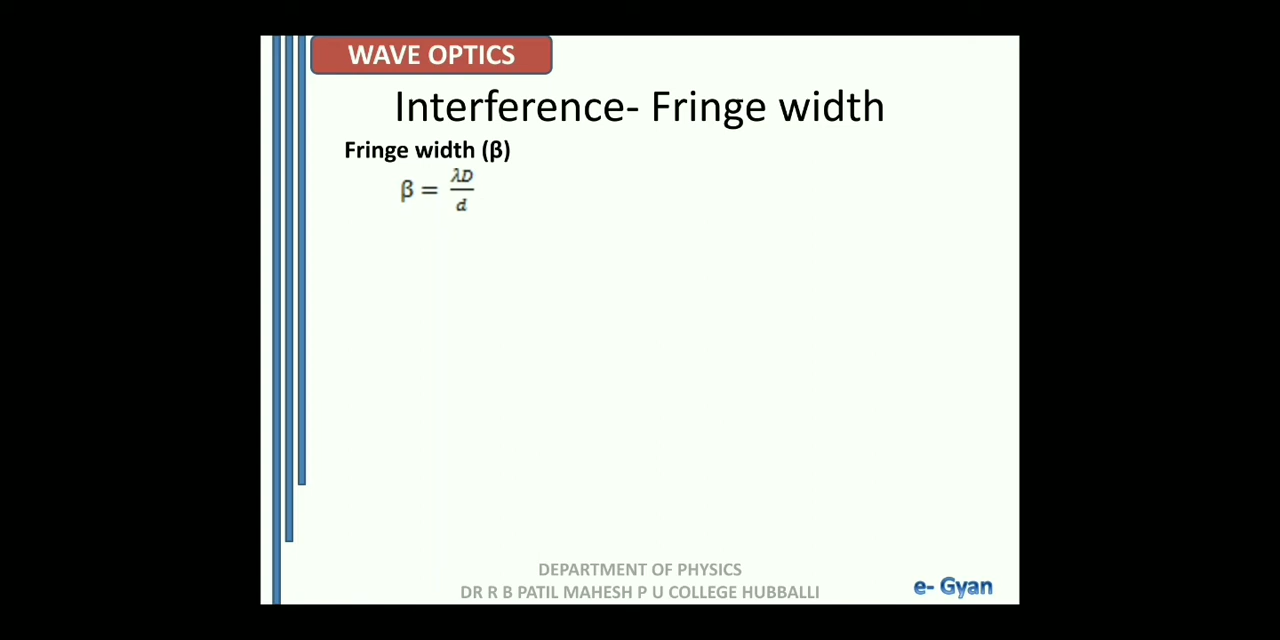 WAVE OPTICS
Interference- Fringe width
Fringe width (β)
β = λD/d
DEPARTMENT OF PHYSICS
DR R B PATIL MAHESH P U COLLEGE HUBBALLI
e- Gyan